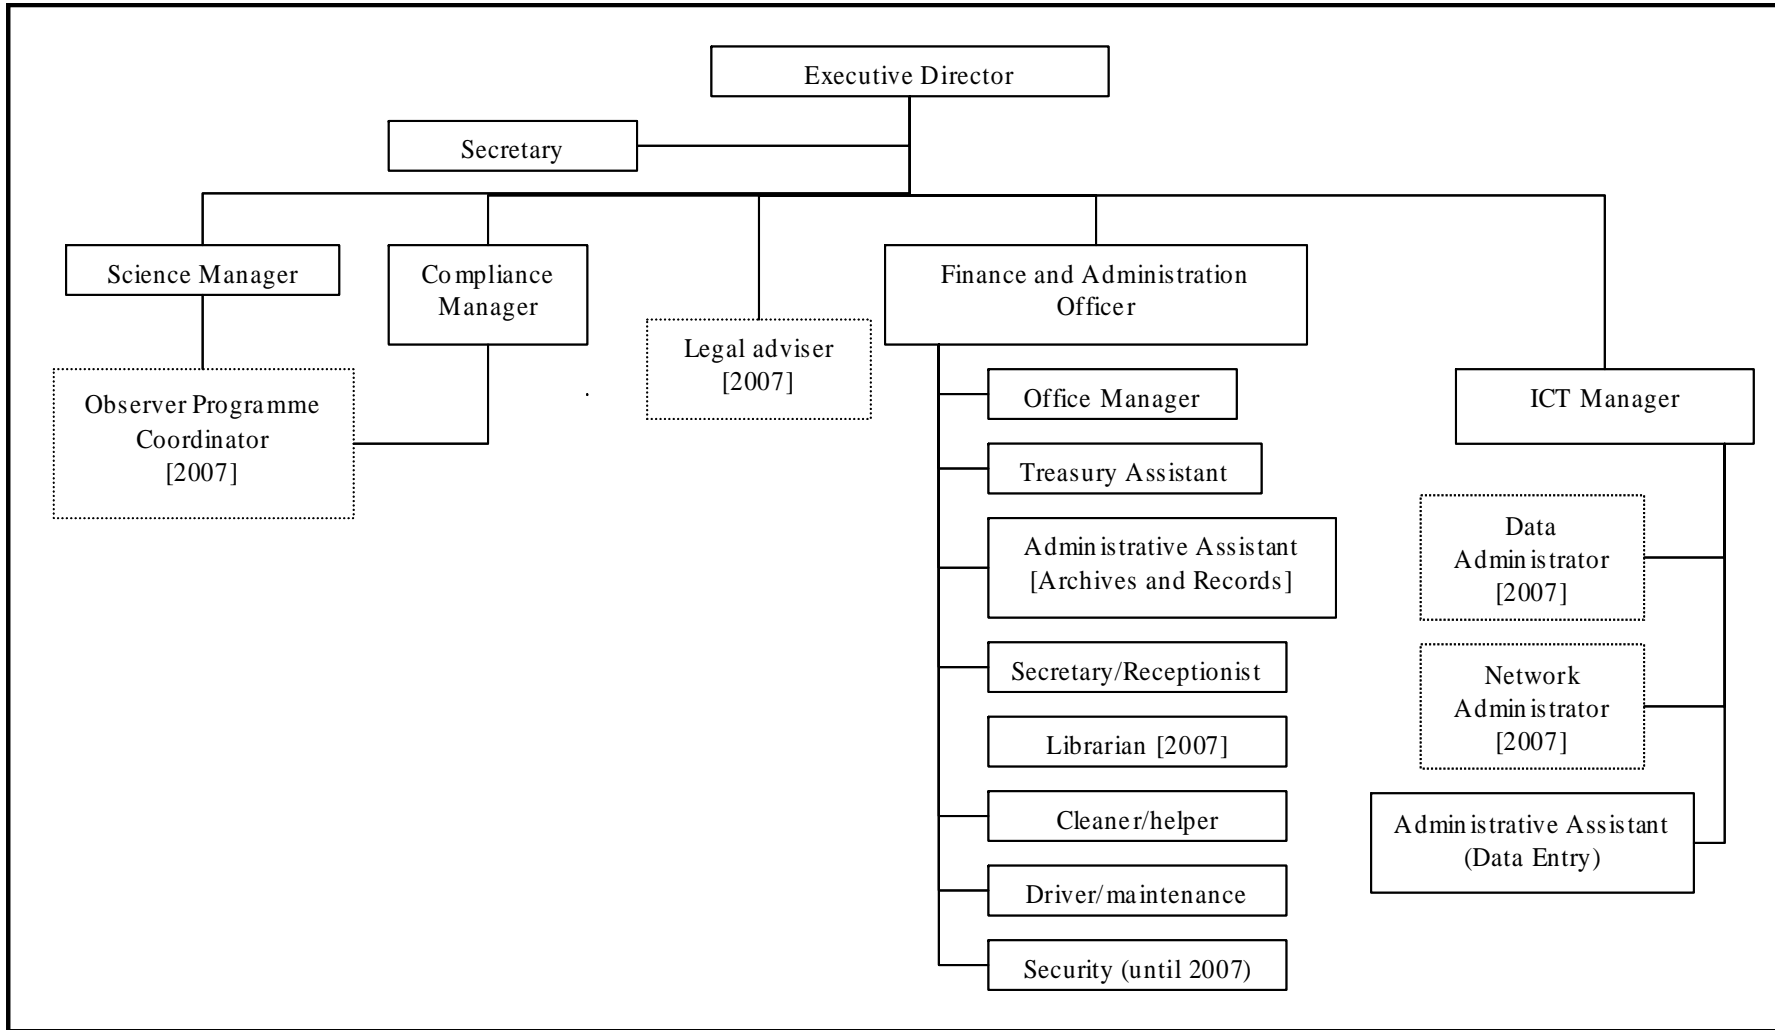 Executive Director
Secretary
Science Manager
Compliance
Manager
Finance and Administration
Officer
Legal adviser
[2007]
Observer Programme
Coordinator
[2007]
Office Manager
Treasury Assistant
Administrative Assistant
[Archives and Records]
Secretary/Receptionist
Librarian [2007]
Cleaner/helper
Driver/maintenance
Security (until 2007)
ICT Manager
Data
Administrator
[2007]
Network
Administrator
[2007]
Administrative Assistant
(Data Entry)